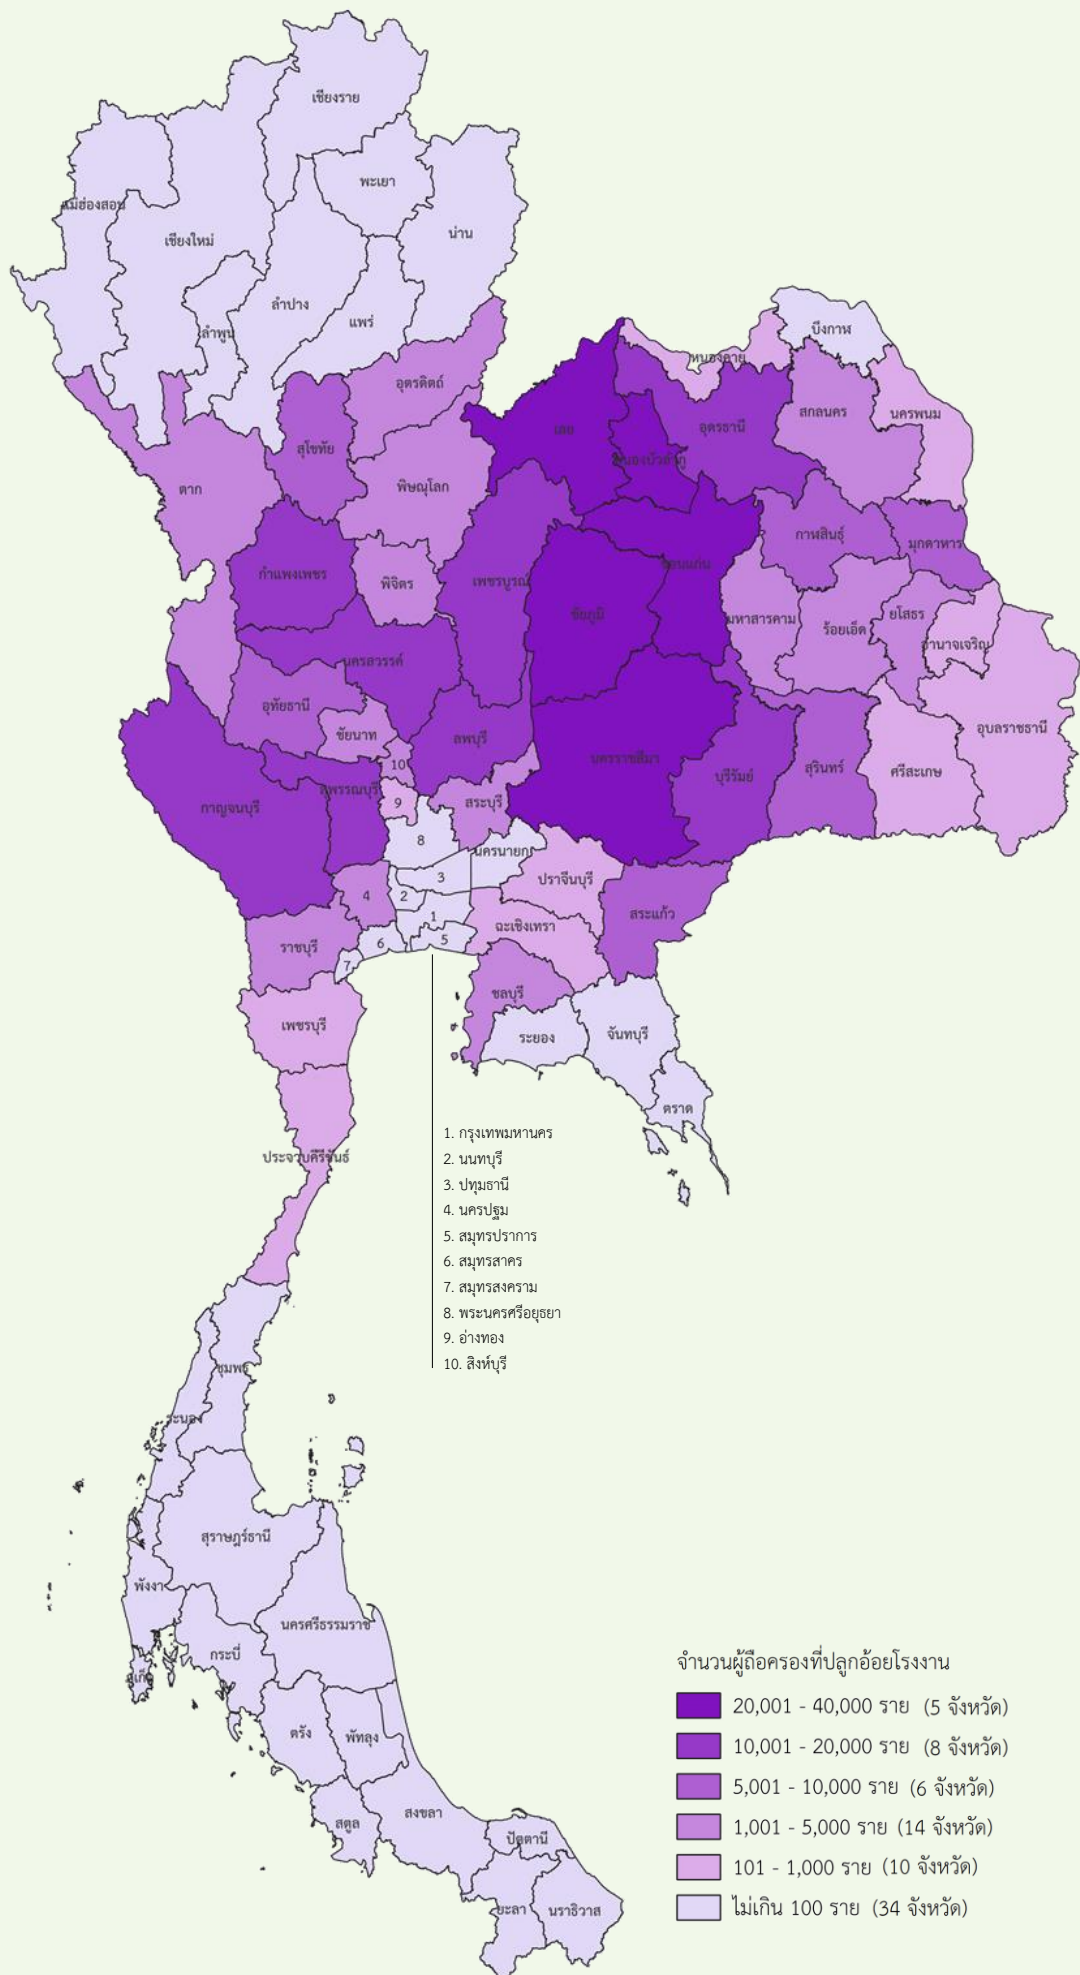 เชียงราย
พะเยา
แม่ฮ่องสอน
น่าน
เชียงใหม่
ลำปาง
แพร่
ลำพูน
บึงกาฬ
หนองคาย
อุตรดิตถ์
สกลนคร
นครพนม
เลย
อุดรธานี
สุโขทัย
หนองบัวลำภู
ตาก
พิษณุโลก
กาฬสินธุ์
มุกดาหาร
ขอนแก่น
กำแพงเพชร
พิจิตร
เพชรบูรณ์
ชัยภูมิ
มหาสารคาม
ร้อยเอ็ด
ยโสธร
อำนาจเจริญ
นครสวรรค์
อุทัยธานี
ชัยนาท
ลพบุรี
อุบลราชธานี
10
นครราชสีมา
บุรีรัมย์
สุรินทร์
ศรีสะเกษ
สุพรรณบุรี
กาญจนบุรี
9
สระบุรี
8
นครนายก
3
ปราจีนบุรี
4
2
1
สระแก้ว
ฉะเชิงเทรา
5
6
ราชบุรี
7
ชลบุรี
เพชรบุรี
ระยอง
จันทบุรี
ตราด
ประจวบคีรีขันธ์
1. กรุงเทพมหานคร
2. นนทบุรี
3. ปทุมธานี
4. นครปฐม
5. สมุทรปราการ
6. สมุทรสาคร
7. สมุทรสงคราม
8. พระนครศรีอยุธยา
9. อ่างทอง
10. สิงห์บุรี
ชุมพร
ระนอง
สุราษฎร์ธานี
พังงา
นครศรีธรรมราช
กระบี่
ภูเก็ต
ตรัง
พัทลุง
สงขลา
สตูล
ปัตตานี
ยะลา
นราธิวาส
จำนวนผู้ถือครองที่ปลูกอ้อยโรงงาน
20,001 - 40,000 ราย (5 จังหวัด)
10,001 - 20,000 ราย (8 จังหวัด)
5,001 - 10,000 ราย (6 จังหวัด)
1,001 - 5,000 ราย (14 จังหวัด)
101 - 1,000 ราย (10 จังหวัด)
ไม่เกิน 100 ราย (34 จังหวัด)